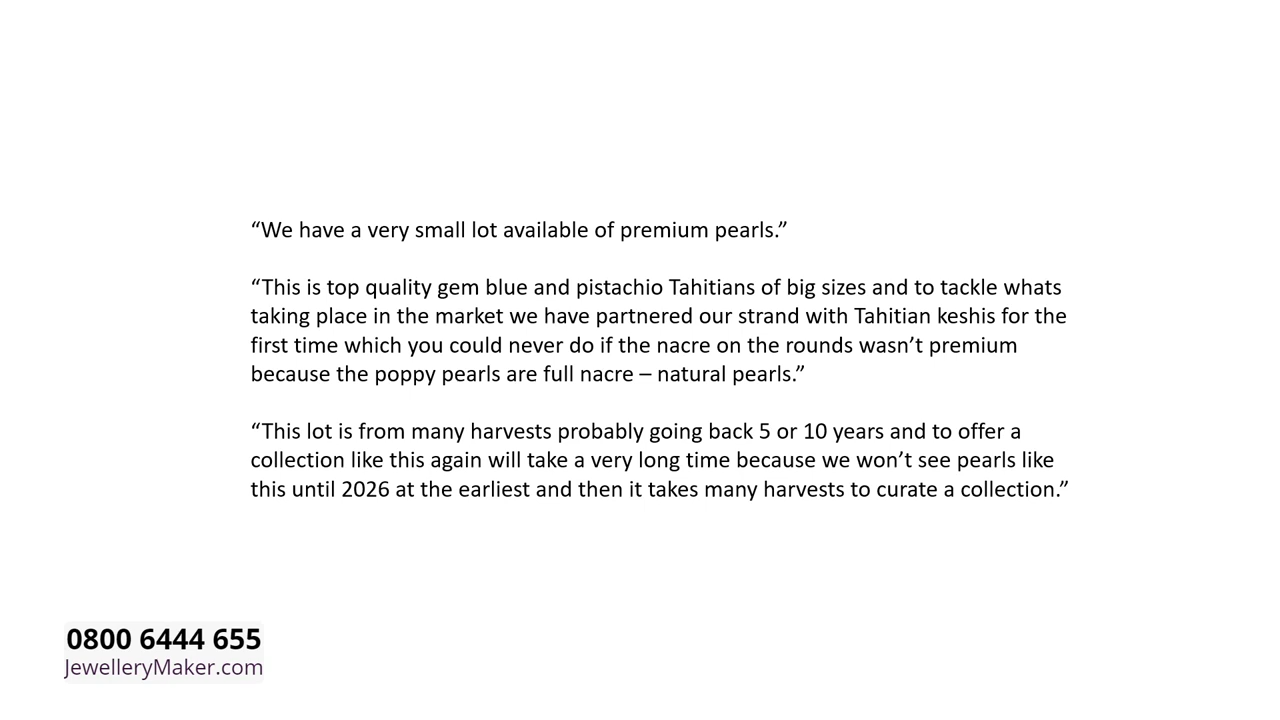 “We have a very small lot available of premium pearls.”
“This is top quality gem blue and pistachio Tahitians of big sizes and to tackle whats
taking place in the market we have partnered our strand with Tahitian keshis for the
first time which you could never do if the nacre on the rounds wasn’t premium
because the poppy pearls are full nacre – natural pearls.”
“This lot is from many harvests probably going back 5 or 10 years and to offer a
collection like this again will take a very long time because we won’t see pearls like
this until 2026 at the earliest and then it takes many harvests to curate a collection.”
0800 6444 655
JewelleryMaker.com